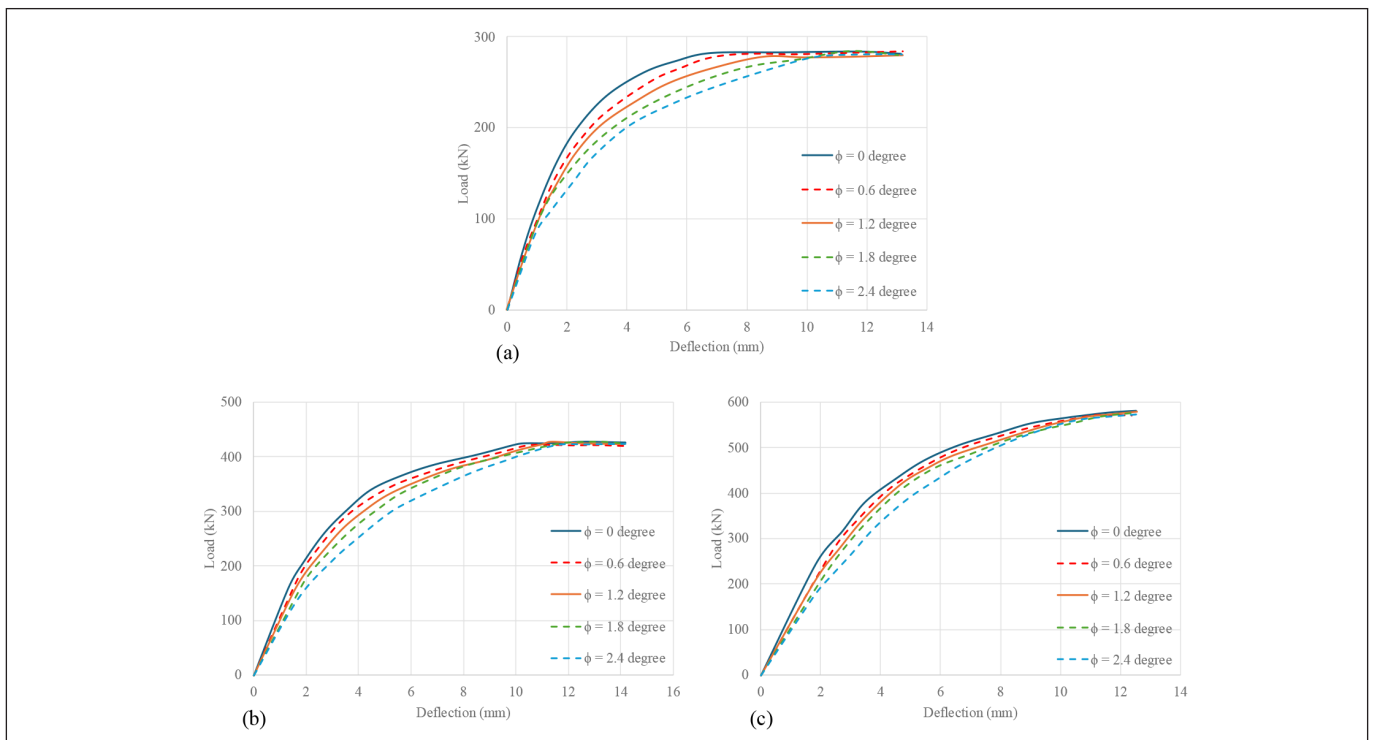 300
200
100
0
Load (kN)
ϕ = 0 degree
ϕ = 0.6 degree
ϕ = 1.2 degree
ϕ = 1.8 degree
ϕ = 2.4 degree
0 2 4 6 8 10 12 14
Deflection (mm)
(a)
500
400
300
200
100
0
Load (kN)
ϕ = 0 degree
ϕ = 0.6 degree
ϕ = 1.2 degree
ϕ = 1.8 degree
ϕ = 2.4 degree
0 2 4 6 8 10 12 14 16
Deflection (mm)
(b)
600
500
400
300
200
100
0
Load (kN)
ϕ = 0 degree
ϕ = 0.6 degree
ϕ = 1.2 degree
ϕ = 1.8 degree
ϕ = 2.4 degree
0 2 4 6 8 10 12 14
Deflection (mm)
(c)